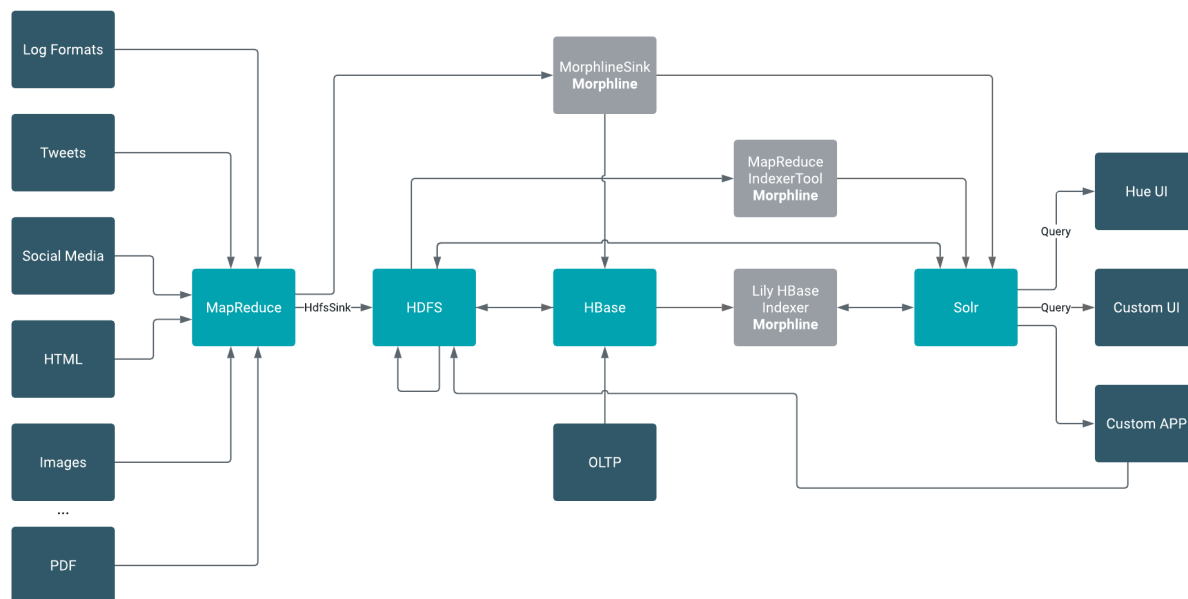 Log Formats
Tweets
Social Media
HTML
Images
...
PDF
MapReduce
HdfsSink
HDFS
MorphlineSink
Morphline
HBase
OLTP
MapReduce
IndexerTool
Morphline
Lily HBase
Indexer
Morphline
Solr
Query
Query
Hue UI
Custom UI
Custom APP